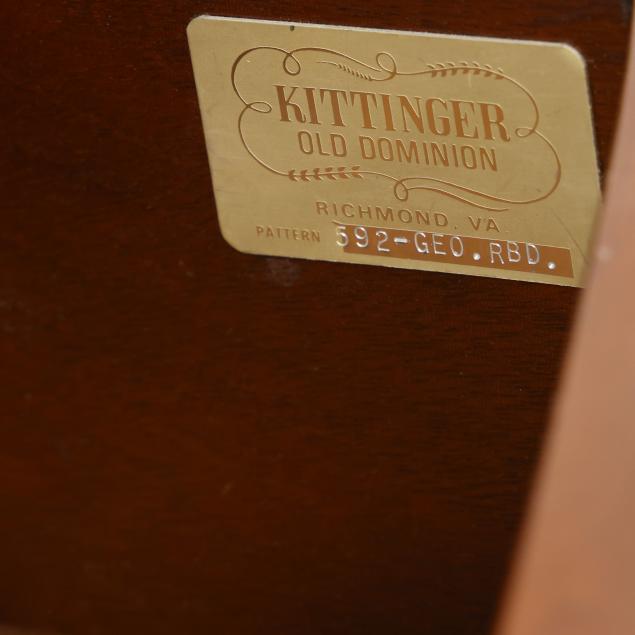 KITTINGER
OLD DOMINION
RICHMOND, VA
PATTERN 592-GEO.RBD.